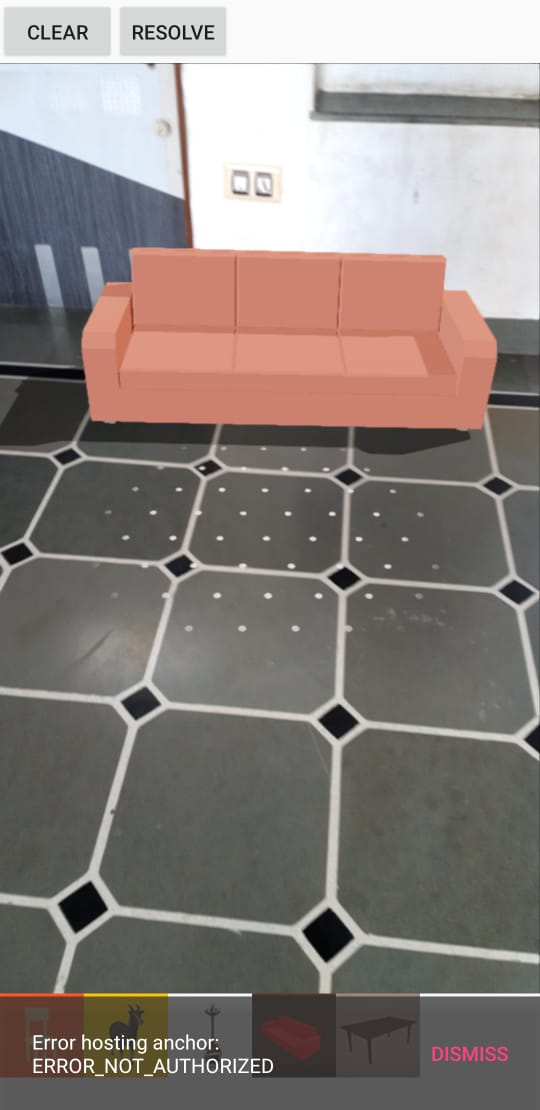 CLEAR
RESOLVE
Error hosting anchor:
ERROR_NOT_AUTHORIZED
DISMISS